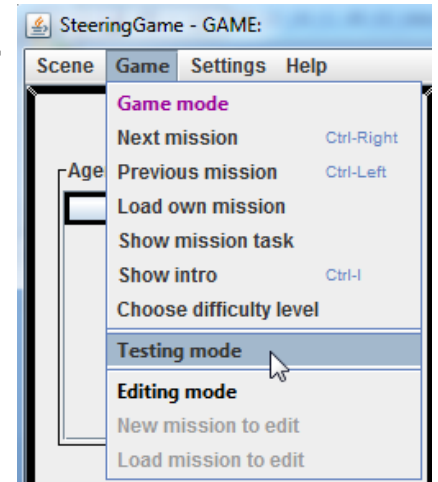 SteeringGame - GAME:
Scene Game Settings Help
Game mode
Next mission Ctrl-Right
Previous mission Ctrl-Left
Load own mission
Show mission task
Show intro Ctrl-I
Choose difficulty level
Testing mode
Editing mode
New mission to edit
Load mission to edit